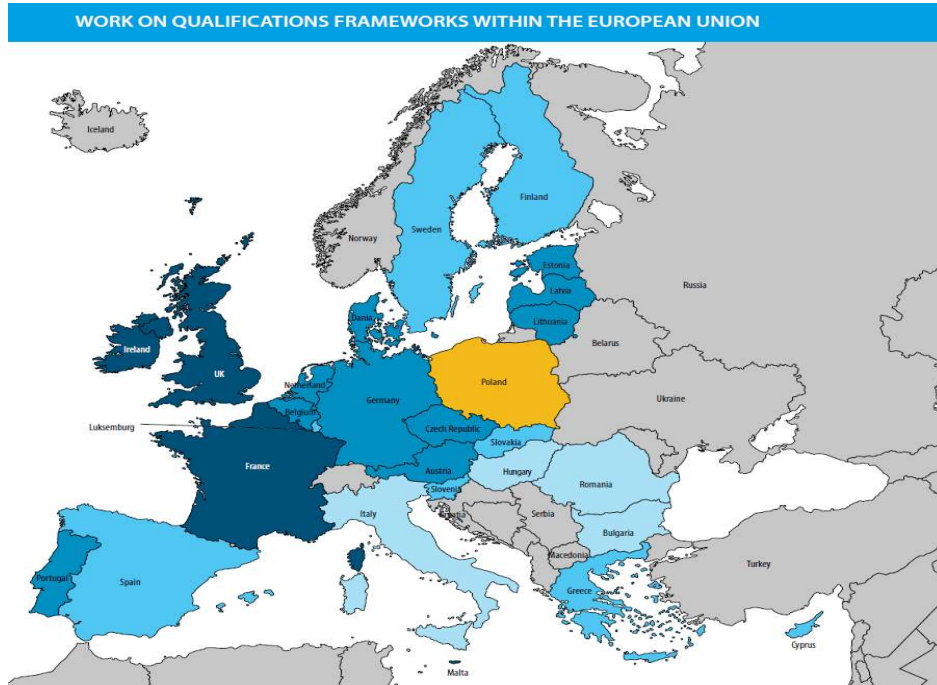 WORK ON QUALIFICATIONS FRAMEWORKS WITHIN THE EUROPEAN UNION
Iceland
Finland
Sweden
Norway
Estonia
Russia
Latvia
Dania
Lithuania
Ireland
Belarus
UK
Netherland
Poland
Germany
Ukraine
Belgium
Luksemburg
Czech Republic
Slovakia
France
Austria
Hungary
Romania
Slovenia
Italy
Croatia
Serbia
Bulgaria
Macedonia
Turkey
Portugal
Spain
Greece
Cyprus
Malta